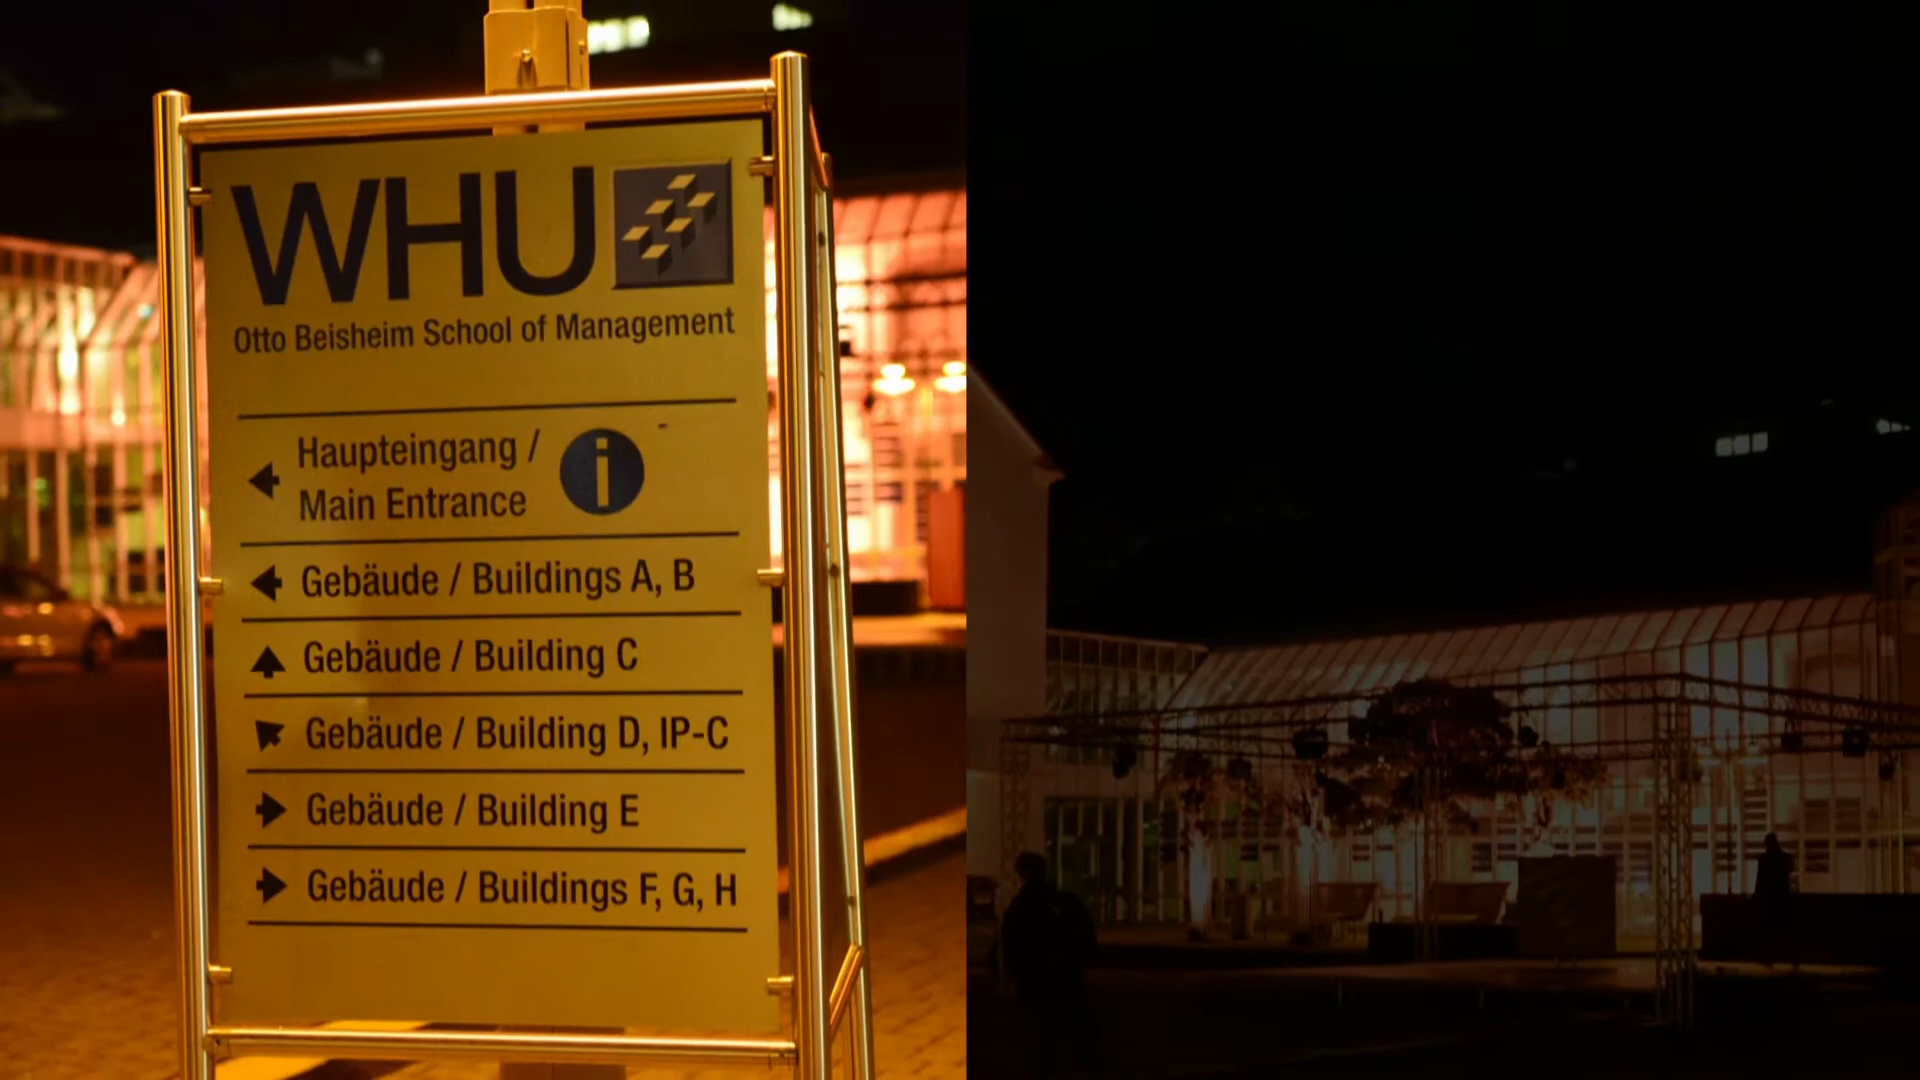 WHU
Otto Beisheim School of Management
Haupteingang /
Main Entrance
i
Gebäude / Buildings A, B
Gebäude / Building C
Gebäude / Building D, IP-C
Gebäude / Building E
Gebäude / Buildings F, G, H